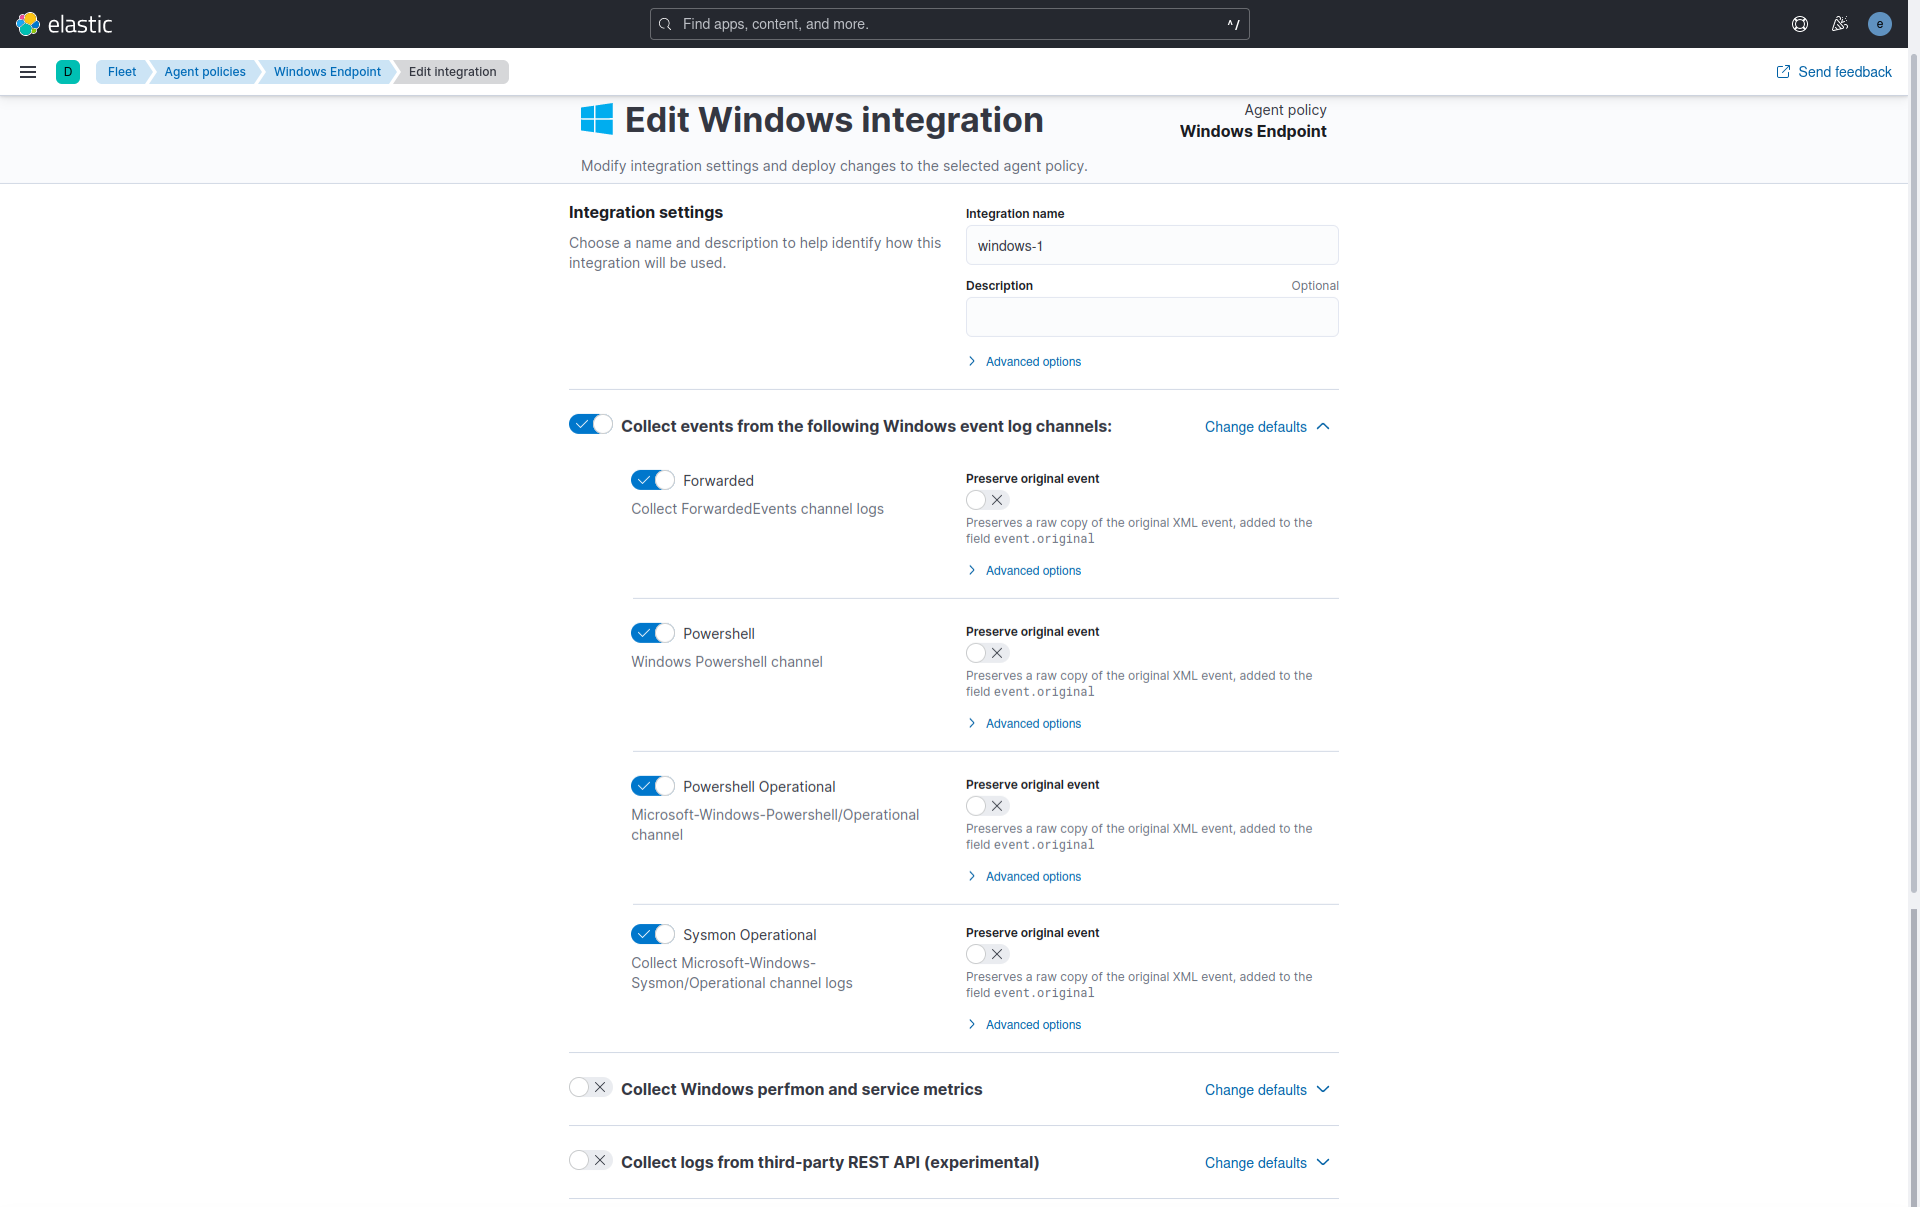 elastic
Find apps, content, and more.
^/
e
D
Fleet
Agent policies
Windows Endpoint
Edit integration
Send feedback
Edit Windows integration
Agent policy
Windows Endpoint
Modify integration settings and deploy changes to the selected agent policy.
Integration settings
Choose a name and description to help identify how this
integration will be used.
Integration name
windows-1
Description
Optional
Advanced options
Collect events from the following Windows event log channels:
Change defaults
Forwarded
Collect ForwardedEvents channel logs
Preserve original event
Preserves a raw copy of the original XML event, added to the
field event.original
Advanced options
Powershell
Windows Powershell channel
Preserve original event
Preserves a raw copy of the original XML event, added to the
field event.original
Advanced options
Powershell Operational
Microsoft-Windows-Powershell/Operational
channel
Preserve original event
Preserves a raw copy of the original XML event, added to the
field event.original
Advanced options
Sysmon Operational
Collect Microsoft-Windows-
Sysmon/Operational channel logs
Preserve original event
Preserves a raw copy of the original XML event, added to the
field event.original
Advanced options
Collect Windows perfmon and service metrics
Change defaults
Collect logs from third-party REST API (experimental)
Change defaults